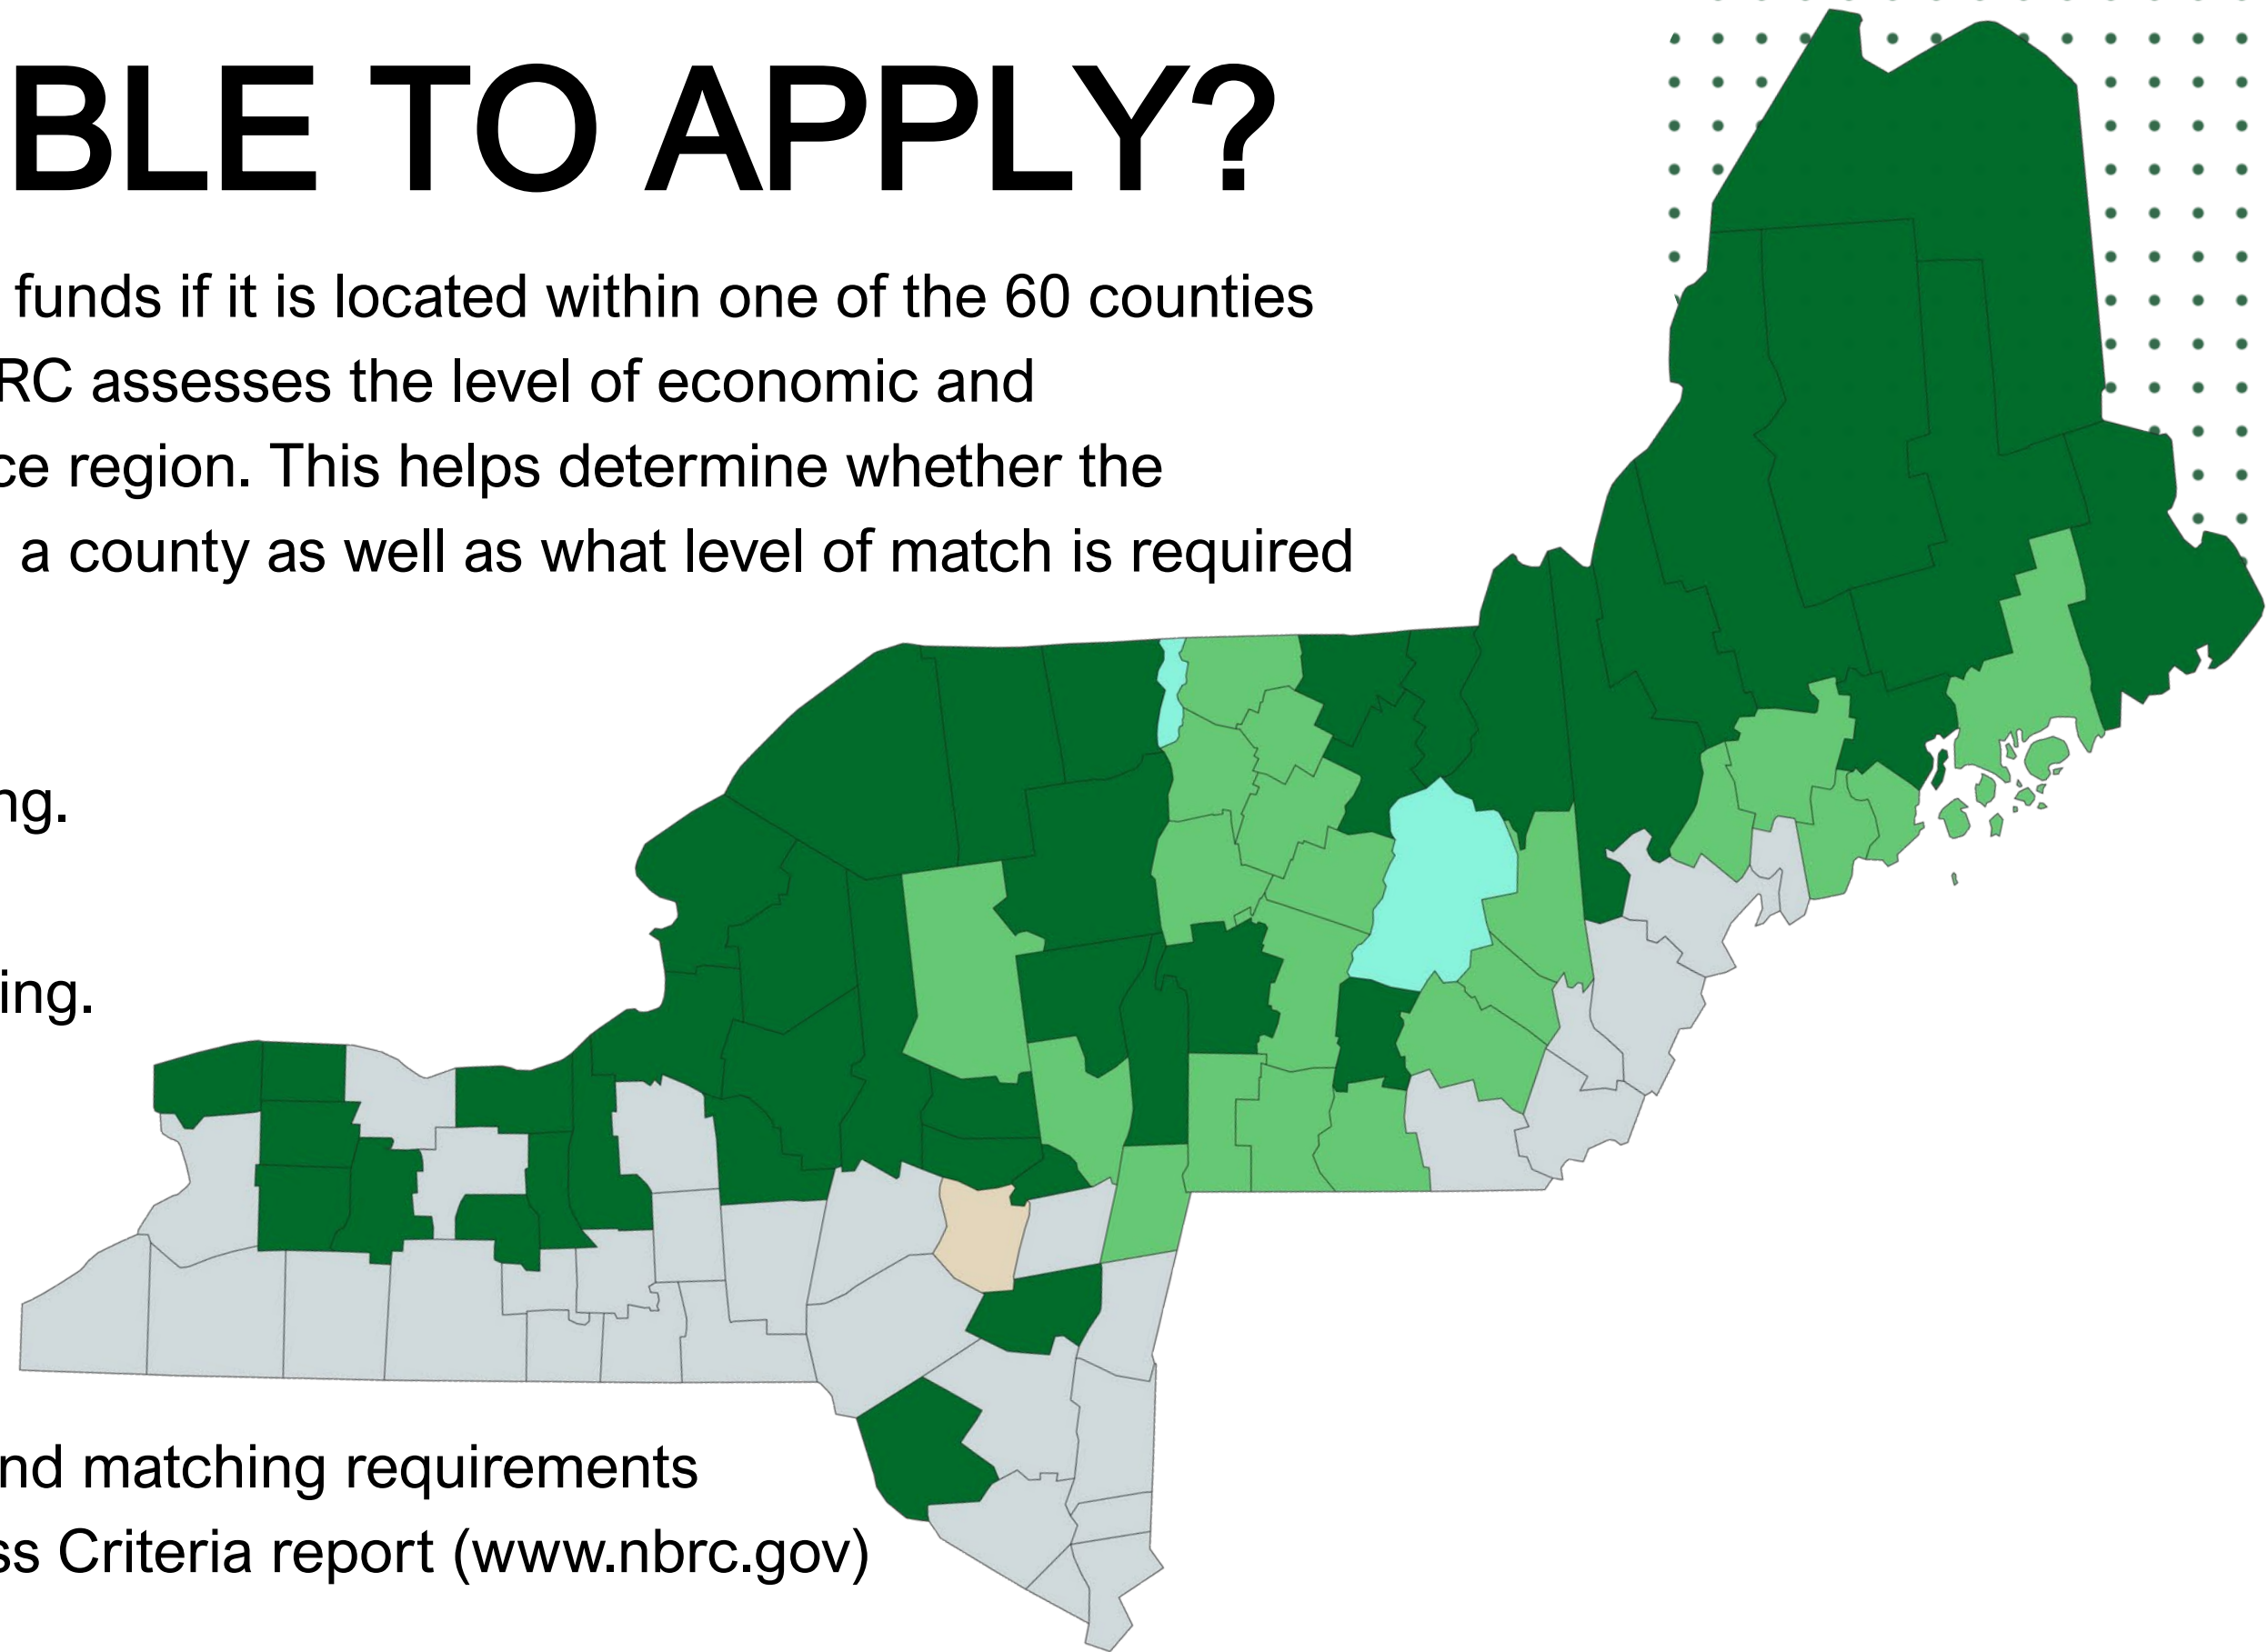 BLE TO APPLY?
funds if it is located within one of the 60 counties
RC assesses the level of economic and
ce region. This helps determine whether the
a county as well as what level of match is required
ng.
ing.
nd matching requirements
ss Criteria report (www.nbrc.gov)